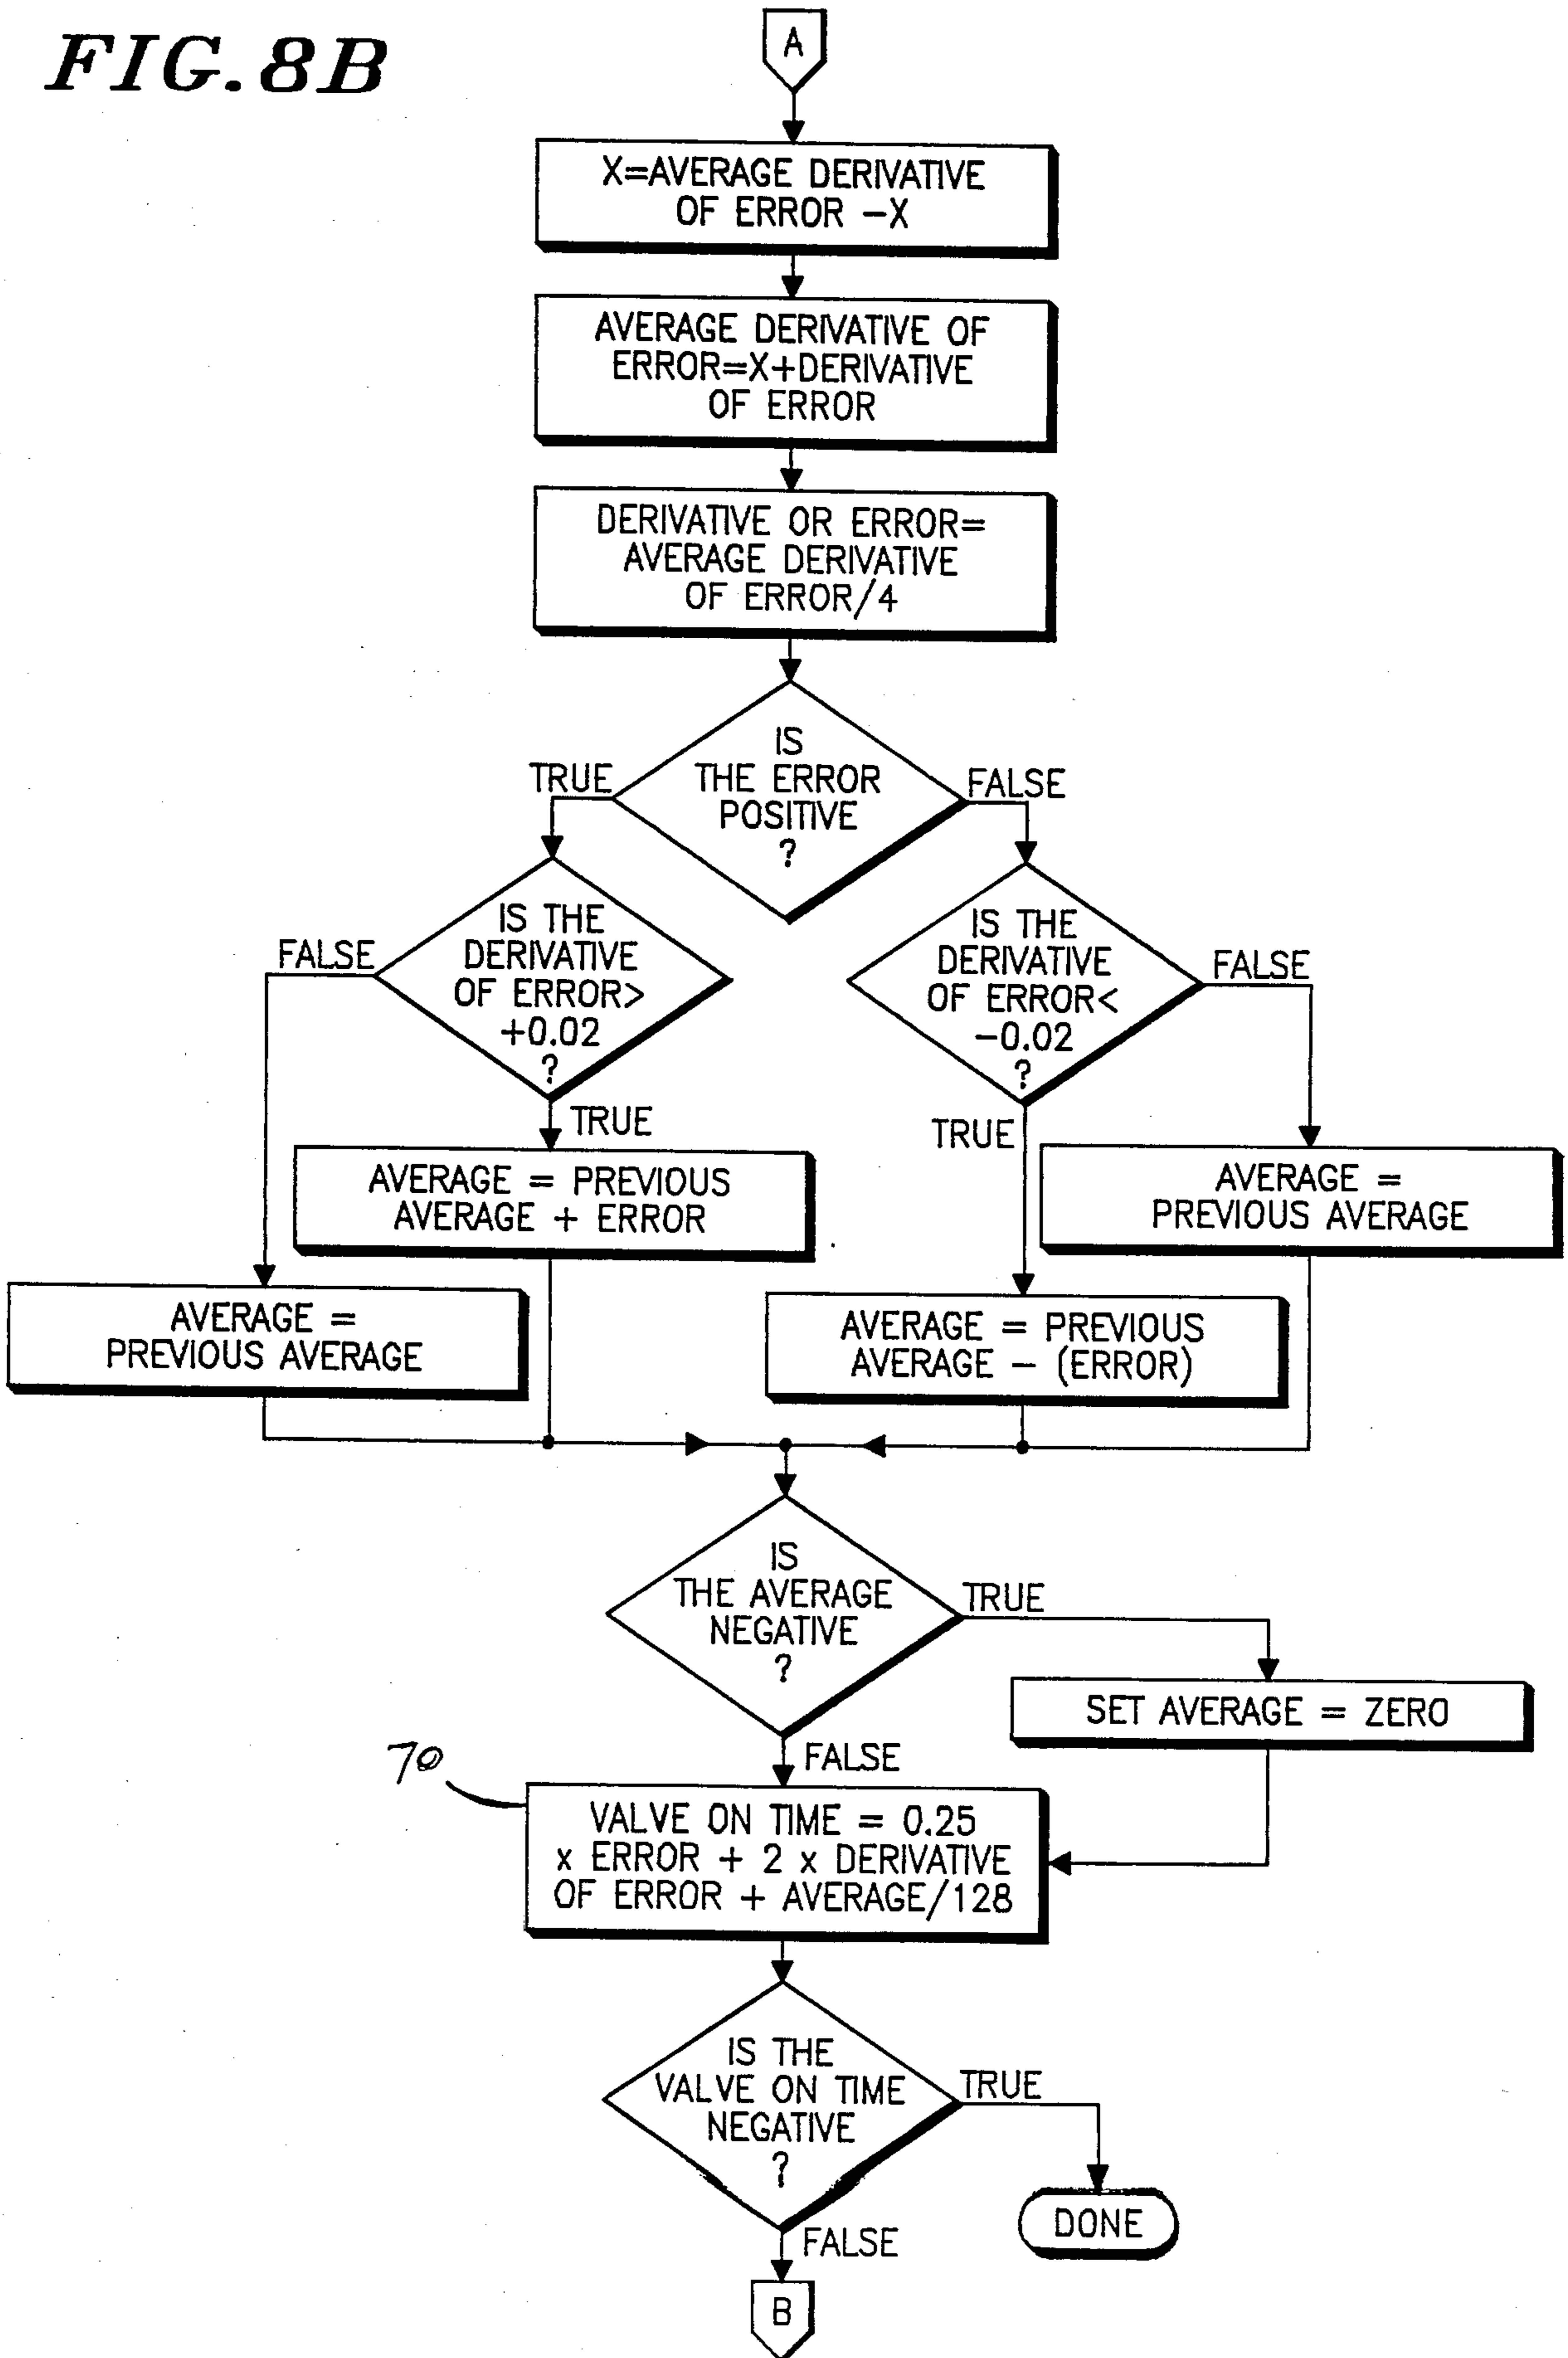 FIG. 8B
A
X=AVERAGE DERIVATIVE
OF ERROR –X
AVERAGE DERIVATIVE OF
ERROR=X+DERIVATIVE
OF ERROR
DERIVATIVE OR ERROR=
AVERAGE DERIVATIVE
OF ERROR/4
IS
THE ERROR
POSITIVE
?
TRUE
FALSE
IS THE
DERIVATIVE
OF ERROR>
+0.02
?
FALSE
TRUE
IS THE
DERIVATIVE
OF ERROR<
–0.02
?
FALSE
TRUE
AVERAGE = PREVIOUS
AVERAGE + ERROR
AVERAGE =
PREVIOUS AVERAGE
AVERAGE =
PREVIOUS AVERAGE
AVERAGE = PREVIOUS
AVERAGE – (ERROR)
IS
THE AVERAGE
NEGATIVE
?
TRUE
SET AVERAGE = ZERO
FALSE
70
VALVE ON TIME = 0.25
x ERROR + 2 x DERIVATIVE
OF ERROR + AVERAGE/128
IS THE
VALVE ON TIME
NEGATIVE
?
TRUE
DONE
FALSE
B